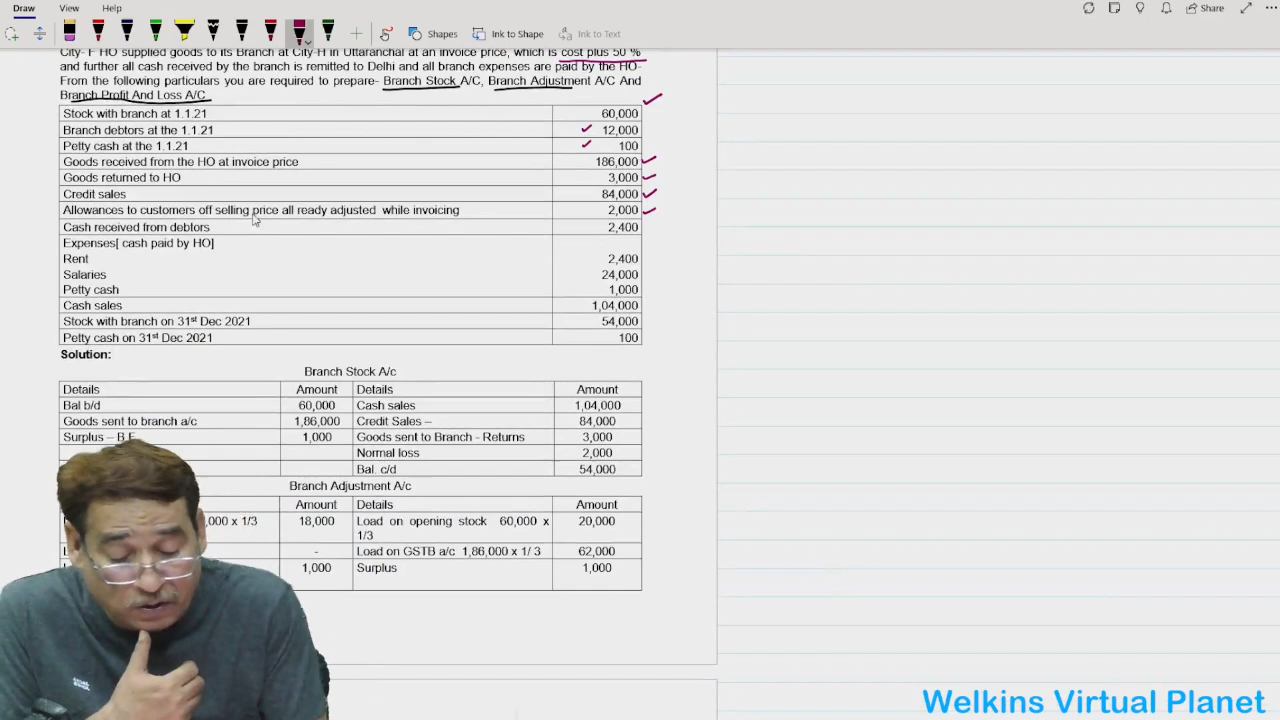 Draw View Help
Shapes Ink to Shape Ink to Text Share
City- F HO supplied goods to its Branch at City-H in Uttaranchal at an invoice price, which is cost plus 50 %
and further all cash received by the branch is remitted to Delhi and all branch expenses are paid by the HO-
From the following particulars you are required to prepare- Branch Stock A/C, Branch Adjustment A/C And
Branch Profit And Loss A/C
Stock with branch at 1.1.21 60,000
Branch debtors at the 1.1.21 12,000
Petty cash at the 1.1.21 100
Goods received from the HO at invoice price 186,000
Goods returned to HO 3,000
Credit sales 84,000
Allowances to customers off selling price all ready adjusted while invoicing 2,000
Cash received from debtors 2,400
Expenses[ cash paid by HO]
Rent 2,400
Salaries 24,000
Petty cash 1,000
Cash sales 1,04,000
Stock with branch on 31st Dec 2021 54,000
Petty cash on 31st Dec 2021 100
Solution:
Branch Stock A/c
Details Amount Details Amount
Bal b/d 60,000 Cash sales 1,04,000
Goods sent to branch a/c 1,86,000 Credit Sales – 84,000
Surplus – B.F 1,000 Goods sent to Branch - Returns 3,000
Normal loss 2,000
Bal. c/d 54,000
Branch Adjustment A/c
Amount Details Amount
,000 x 1/3 18,000 Load on opening stock 60,000 x 20,000
1/3
- Load on GSTB a/c 1,86,000 x 1/ 3 62,000
1,000 Surplus 1,000
Welkins Virtual Planet